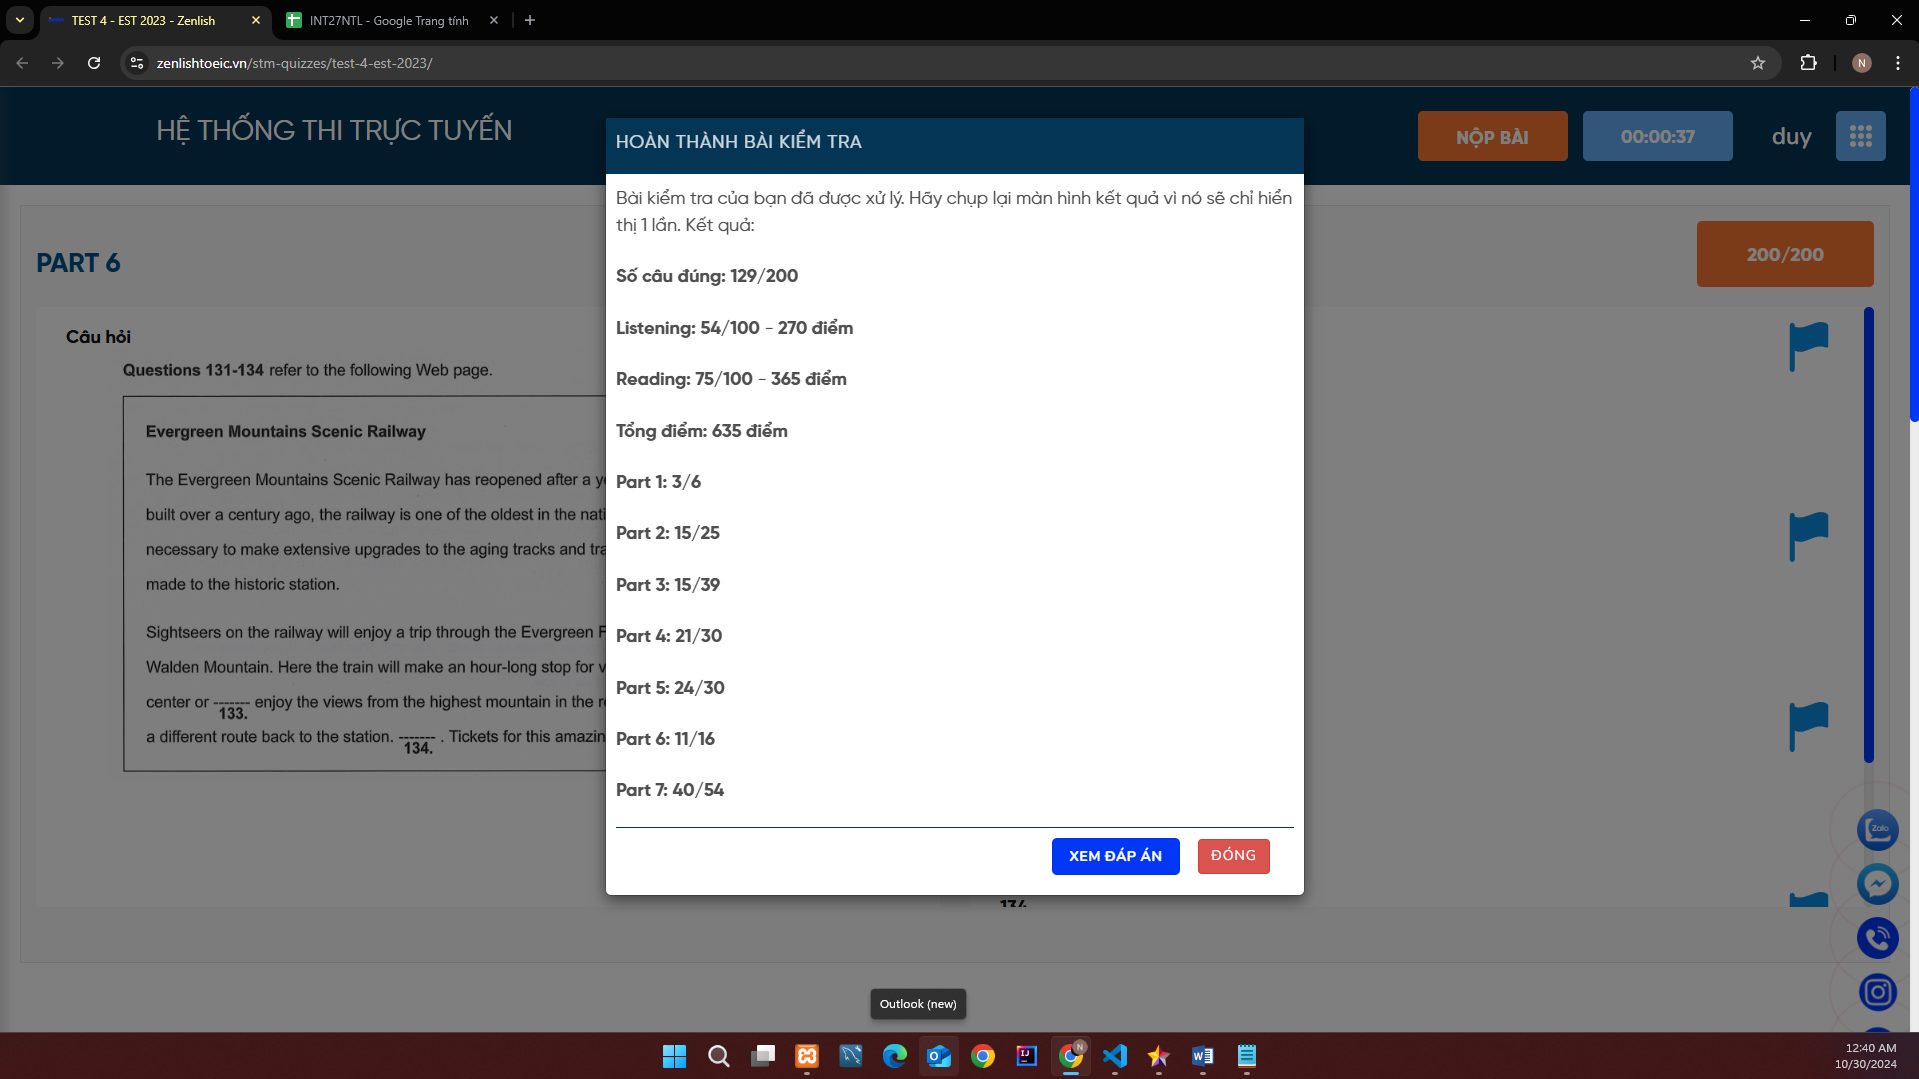 TEST 4 - EST 2023 - Zenlish
INT27NTL - Google Trang tính
zenlishtoeic.vn/stm-quizzes/test-4-est-2023/
N
HỆ THỐNG THI TRỰC TUYẾN
NỘP BÀI
00:00:37
duy
HOÀN THÀNH BÀI KIỂM TRA
Bài kiểm tra của bạn đã được xử lý. Hãy chụp lại màn hình kết quả vì nó sẽ chỉ hiển
thị 1 lần. Kết quả:
Số câu đúng: 129/200
Listening: 54/100 - 270 điểm
Reading: 75/100 - 365 điểm
Tổng điểm: 635 điểm
Part 1: 3/6
Part 2: 15/25
Part 3: 15/39
Part 4: 21/30
Part 5: 24/30
Part 6: 11/16
Part 7: 40/54
XEM ĐÁP ÁN
ĐÓNG
PART 6
200/200
Câu hỏi
Questions 131-134 refer to the following Web page.
Evergreen Mountains Scenic Railway
The Evergreen Mountains Scenic Railway has reopened after a
built over a century ago, the railway is one of the oldest in the
necessary to make extensive upgrades to the aging tracks and
made to the historic station.
Sightseers on the railway will enjoy a trip through the Evergreen
Walden Mountain. Here the train will make an hour-long stop for
center or ------- enjoy the views from the highest mountain in the
133.
a different route back to the station. ------- . Tickets for this
134.
134
Zalo
Outlook (new)
12:40 AM
10/30/2024